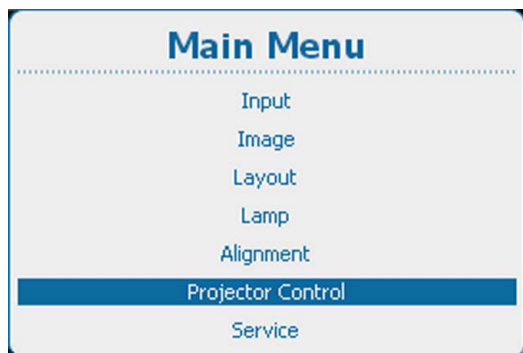 Main Menu
Input
Image
Layout
Lamp
Alignment
Projector Control
Service